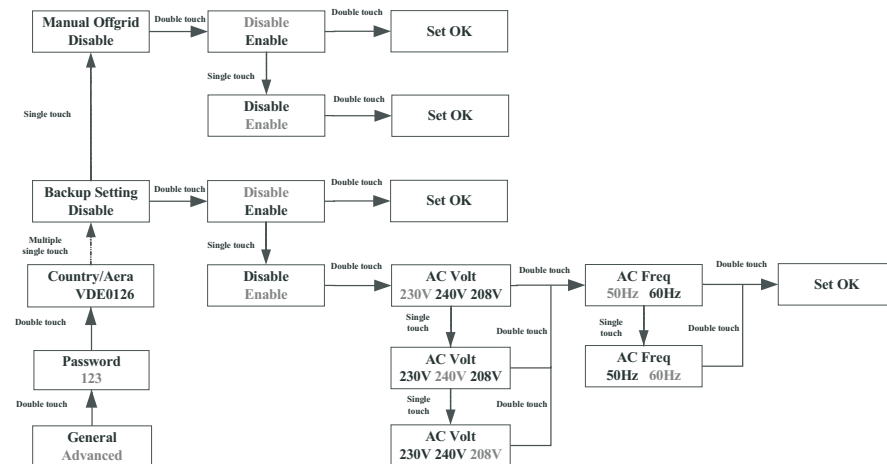 Manual Offgrid
Disable
Double touch
Disable
Enable
Double touch
Set OK
Single touch
Single touch
Disable
Enable
Double touch
Set OK
Backup Setting
Disable
Double touch
Disable
Enable
Double touch
Set OK
Multiple
single touch
Single touch
Country/Aera
VDE0126
Disable
Enable
Double touch
AC Volt
230V 240V 208V
Double touch
AC Freq
50Hz 60Hz
Double touch
Set OK
Double touch
Single
touch
Double touch
Single
touch
Double touch
Password
123
AC Volt
230V 240V 208V
AC Freq
50Hz 60Hz
Double touch
Single
touch
Double touch
General
Advanced
AC Volt
230V 240V 208V